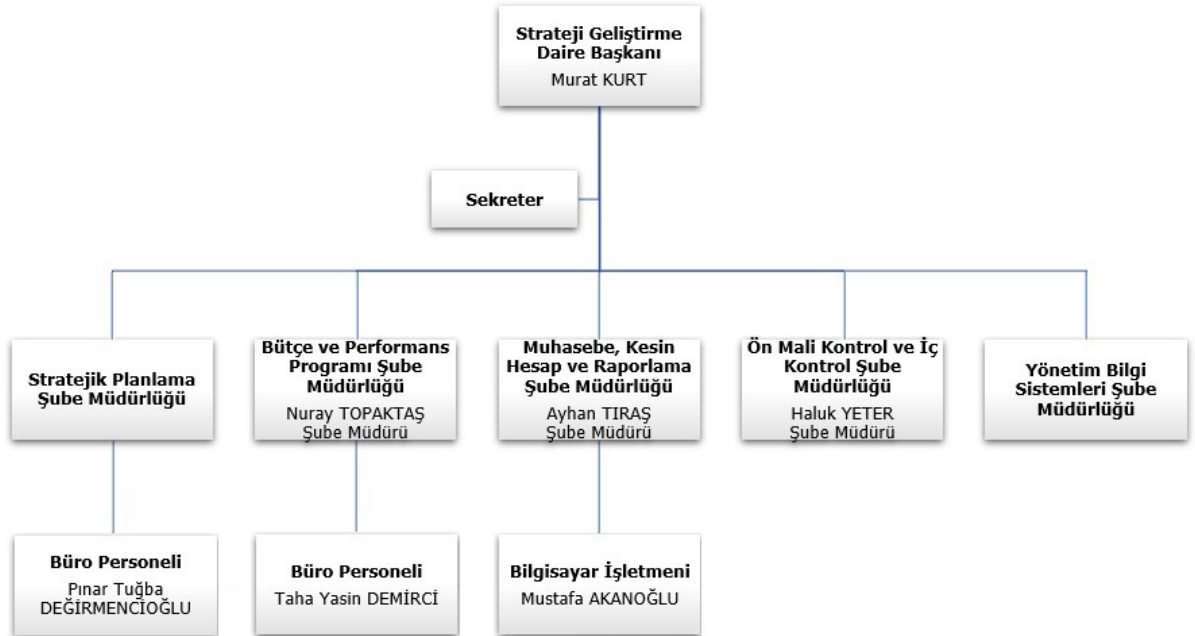 Strateji Geliştirme
Daire Başkanı
Murat KURT
Sekreter
Stratejik Planlama
Şube Müdürlüğü
Bütçe ve Performans
Programı Şube
Müdürlüğü
Nuray TOPAKTAŞ
Şube Müdürü
Muhasebe, Kesin
Hesap ve Raporlama
Şube Müdürlüğü
Ayhan TIRAŞ
Şube Müdürü
Ön Mali Kontrol ve İç
Kontrol Şube
Müdürlüğü
Haluk YETER
Şube Müdürü
Yönetim Bilgi
Sistemleri Şube
Müdürlüğü
Büro Personeli
Pınar Tuğba
DEĞİRMENCİOĞLU
Büro Personeli
Taha Yasin DEMİRCİ
Bilgisayar İşletmeni
Mustafa AKANOĞLU